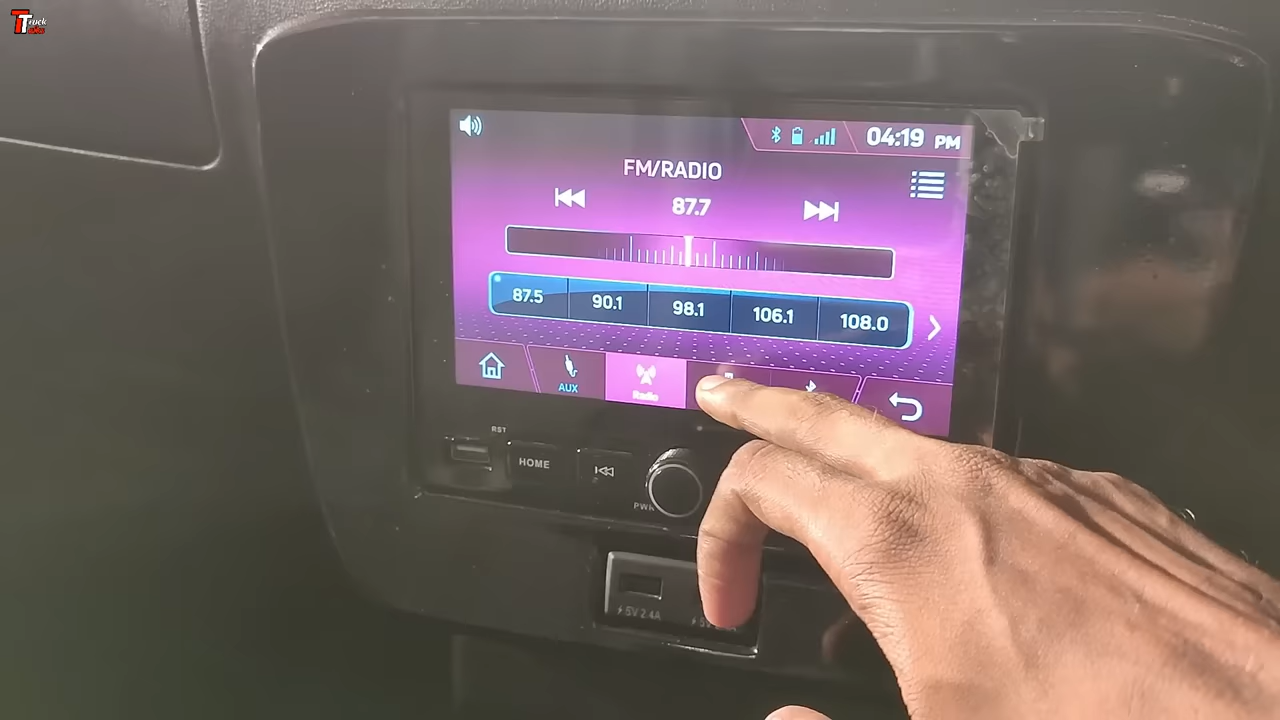 Truck
04:19 PM
FM/RADIO
87.7
87.5 90.1 98.1 106.1 108.0
AUX
Radio
RST
HOME
PWR
5V 2.4A